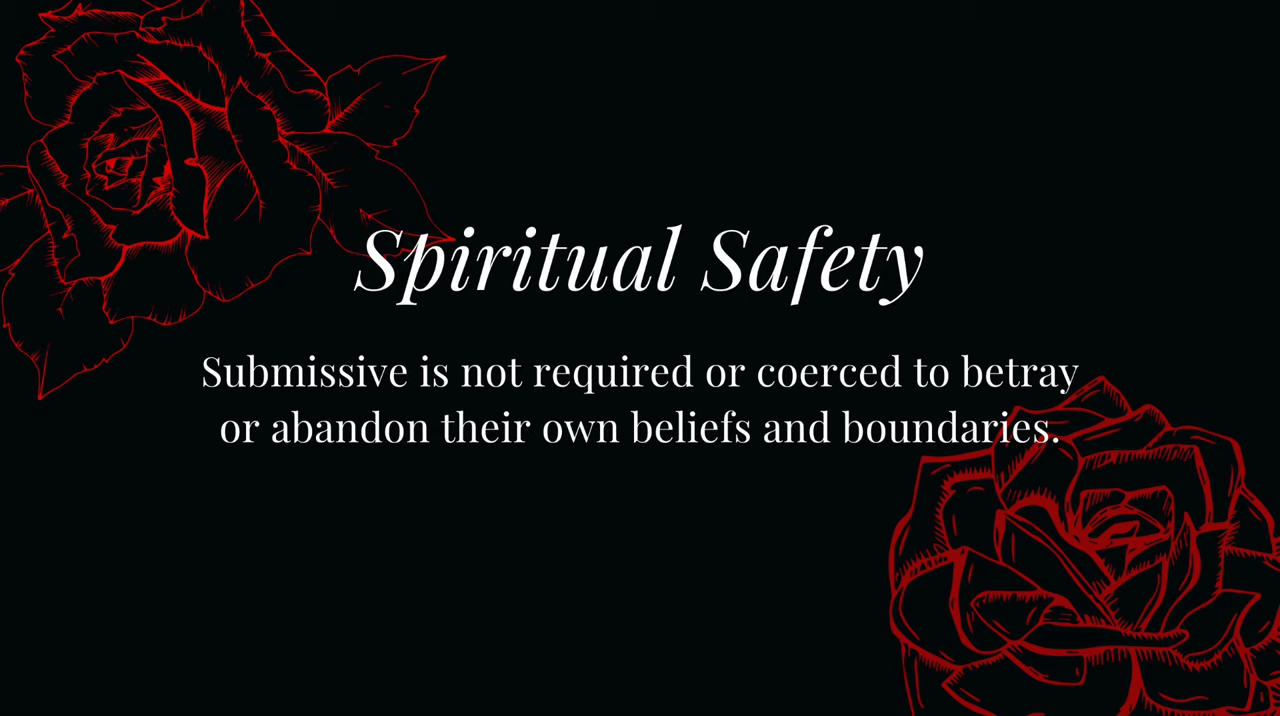 Spiritual Safety
Submissive is not required or coerced to betray
or abandon their own beliefs and boundaries.